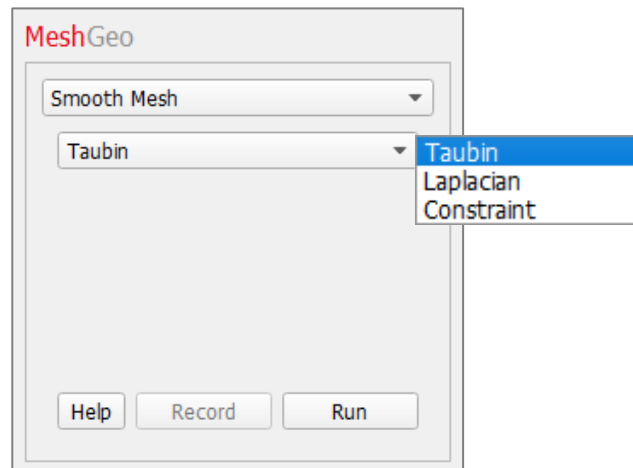 MeshGeo
Smooth Mesh
Taubin
Taubin
Laplacian
Constraint
Help Record Run